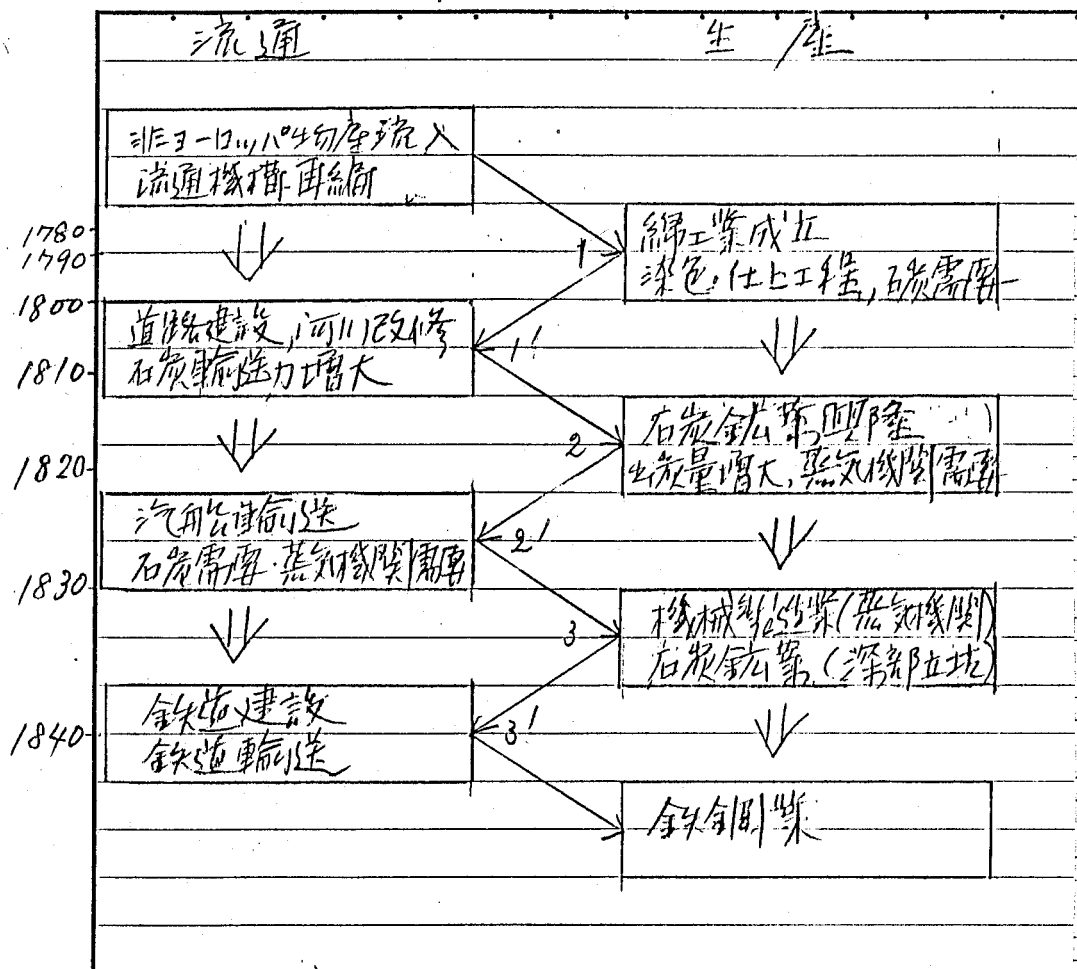 流通
生産
非ヨーロッパ物産流入
流通機構再編
1780
1790
1
綿工業成立
染色,仕上工程,石炭需要
1800
道路建設,河川改修
石炭輸送力増大
1'
1810
石炭鉱業興隆
出炭量増大,蒸気機関需要
2
1820
汽船輸送
石炭需要・蒸気機関需要
2'
1830
機械製造業(蒸気機関)
石炭鉱業(深部立坑)
3
鉄道建設
鉄道輸送
3'
1840
鉄鋼業